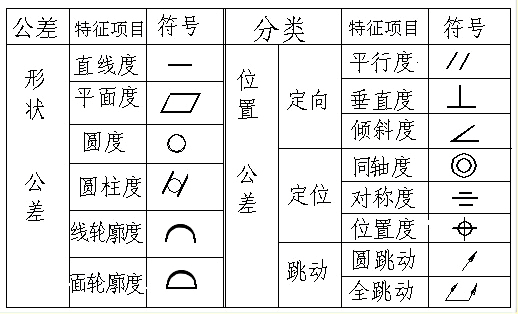 公差 特征项目 符号 分类 特征项目 符号
形状公差 直线度
平面度
圆度
圆柱度
线轮廓度
面轮廓度
位置公差 定向 平行度 //
垂直度 ⊥
倾斜度 ∠
定位 同轴度 ◎
对称度
位置度
跳动 圆跳动
全跳动